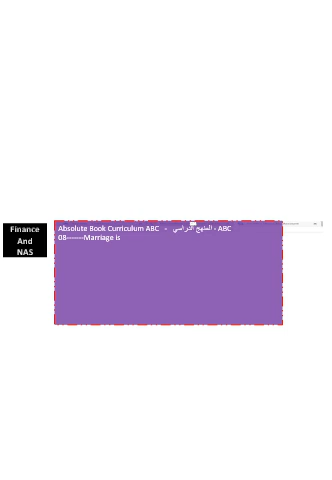 Finance
And
NAS
Absolute Book Curriculum ABC - المنهج الدراسي - ABC
08-------Marriage is